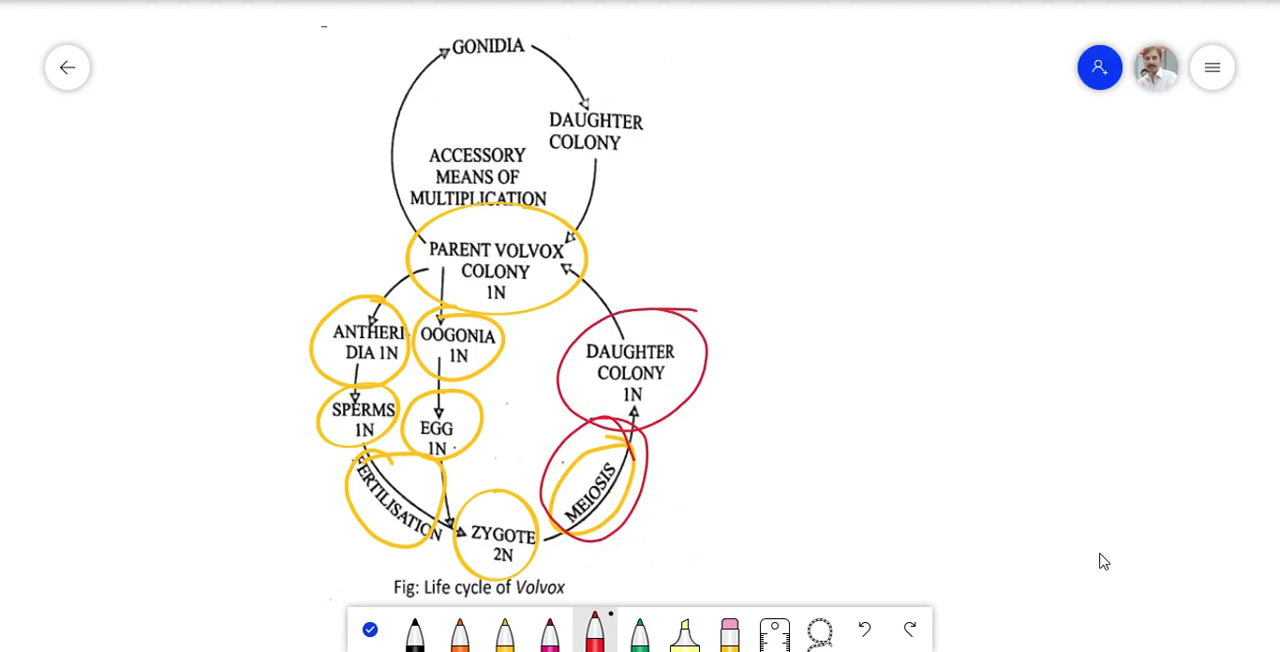 GONIDIA
DAUGHTER
COLONY
ACCESSORY
MEANS OF
MULTIPLICATION
PARENT VOLVOX
COLONY
1N
ANTHERI
DIA 1N
OOGONIA
1N
DAUGHTER
COLONY
1N
SPERMS
1N
EGG
1N
FERTILISATION
MEIOSIS
ZYGOTE
2N
Fig: Life cycle of Volvox